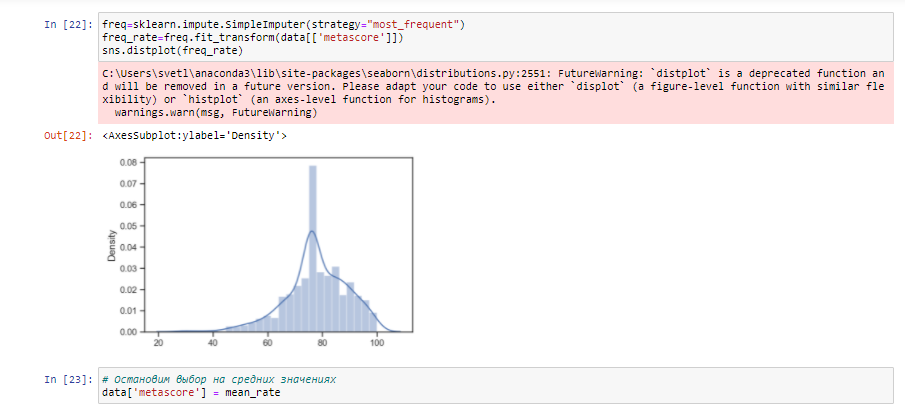 In [22]: freq=sklearn.impute.SimpleImputer(strategy="most_frequent")
freq_rate=freq.fit_transform(data[['metascore']])
sns.distplot(freq_rate)
C:\Users\svetl\anaconda3\lib\site-packages\seaborn\distributions.py:2551: FutureWarning: `distplot` is a deprecated function an
d will be removed in a future version. Please adapt your code to use either `displot` (a figure-level function with similar fle
xibility) or `histplot` (an axes-level function for histograms).
warnings.warn(msg, FutureWarning)
Out[22]: <AxesSubplot:ylabel='Density'>
0.08
0.07
0.06
0.05
0.04
0.03
0.02
0.01
0.00
Density
20 40 60 80 100
In [23]: # Остановим выбор на средних значениях
data['metascore'] = mean_rate